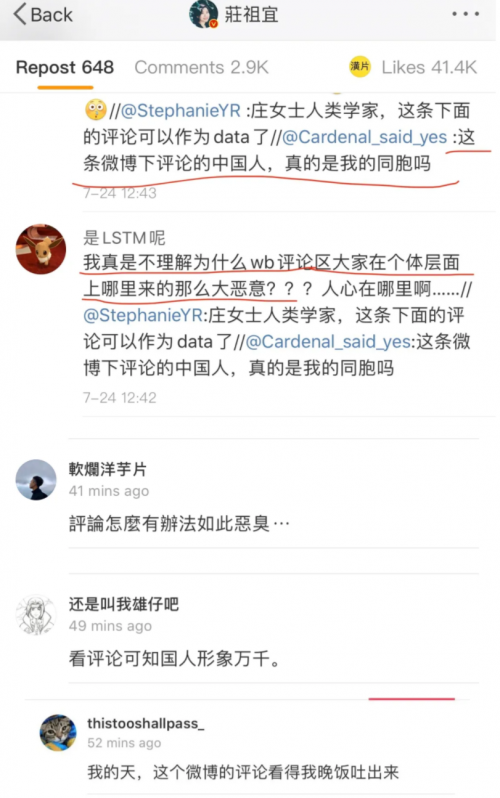 Back
莊祖宜
Repost 648
Comments 2.9K
满片
Likes 41.4K
//@StephanieYR :庄女士人类学家，这条下面
的评论可以作为data了//@Cardenal_said_yes :这
条微博下评论的中国人，真的是我的同胞吗
7-24 12:43
是LSTM呢
我真是不理解为什么wb评论区大家在个体层面
上哪里来的那么大恶意？？？人心在哪里啊......//
@StephanieYR:庄女士人类学家，这条下面的评
论可以作为data了//@Cardenal_said_yes:这条微
博下评论的中国人，真的是我的同胞吗
7-24 12:42
軟爛洋芋片
41 mins ago
評論怎麼有辦法如此惡臭…
还是叫我雄仔吧
49 mins ago
看评论可知国人形象万千。
thistooshallpass_
52 mins ago
我的天，这个微博的评论看得我晚饭吐出来